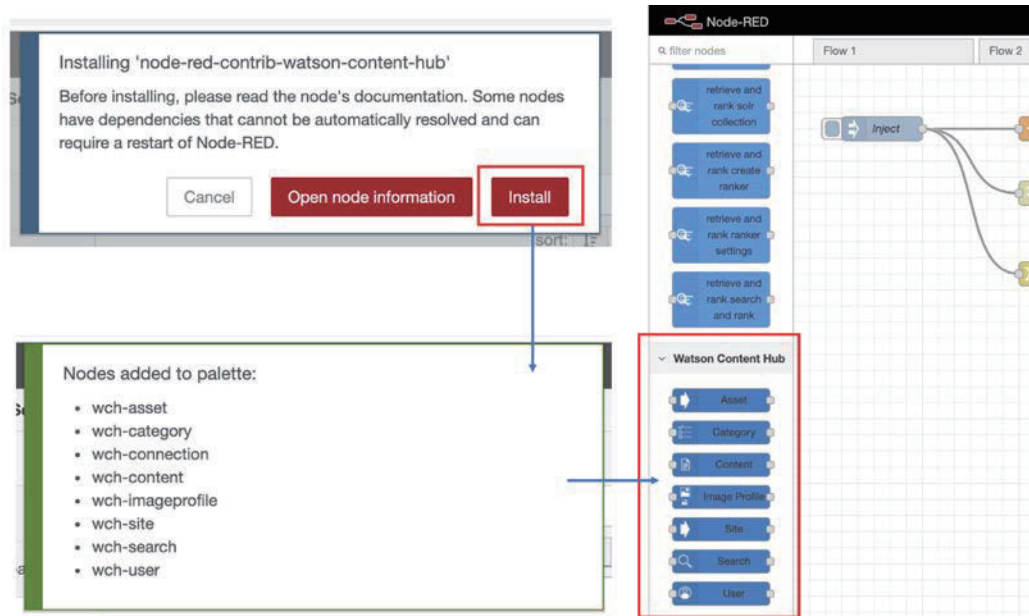 Installing 'node-red-contrib-watson-content-hub'
Before installing, please read the node's documentation. Some nodes
have dependencies that cannot be automatically resolved and can
require a restart of Node-RED.
Cancel
Open node information
Install
sort:
Nodes added to palette:
• wch-asset
• wch-category
• wch-connection
• wch-content
• wch-imageprofile
• wch-site
• wch-search
• wch-user
Node-RED
filter nodes
Flow 1
Flow 2
retrieve and
rank solr
collection
retrieve and
rank create
ranker
retrieve and
rank ranker
settings
retrieve and
rank search
and rank
Inject
Watson Content Hub
Asset
Category
Content
Image Profile
Site
Search
User